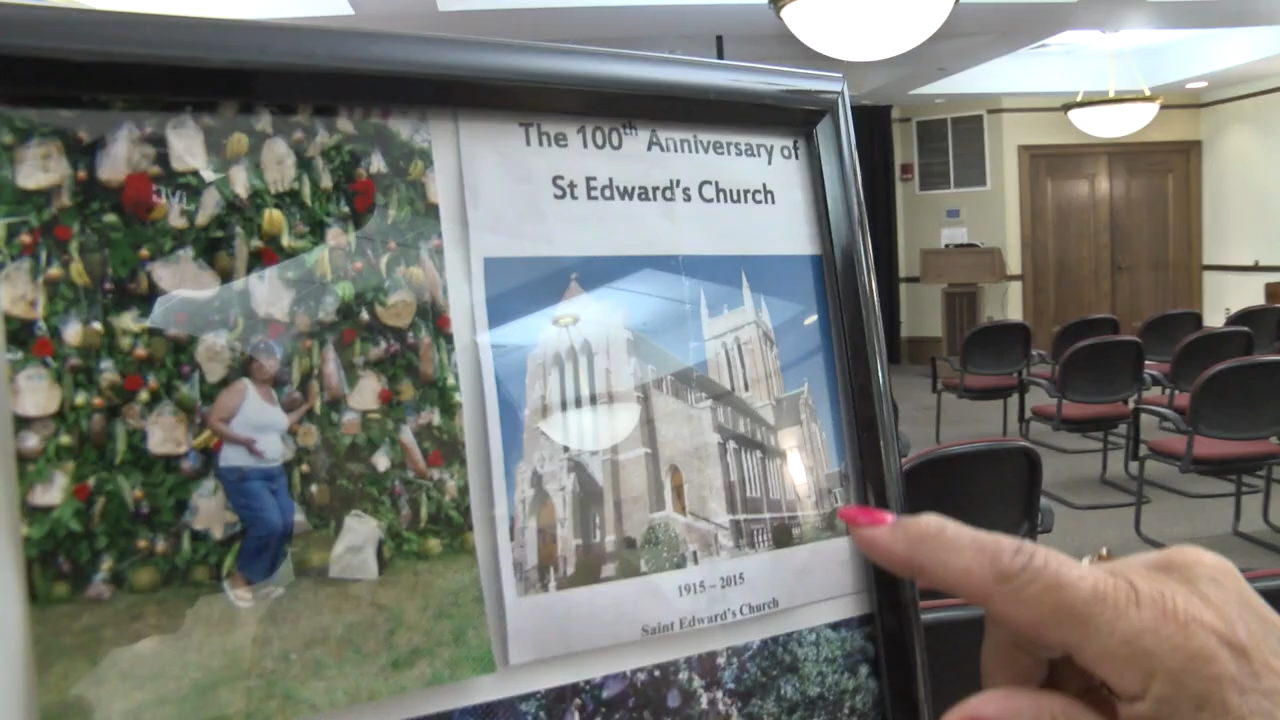 The 100th Anniversary of
St Edward's Church
1915 – 2015
Saint Edward's Church